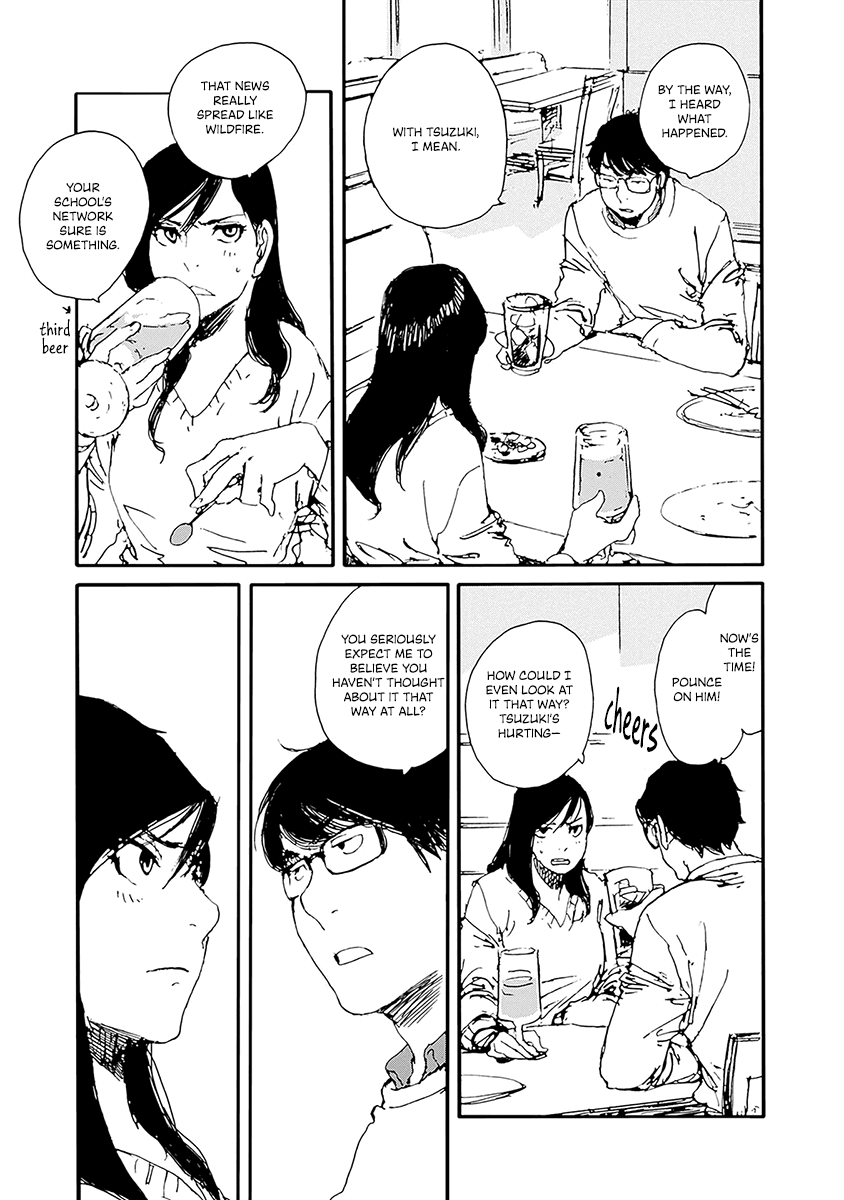 BY THE WAY,
I HEARD
WHAT
HAPPENED.
WITH TSUZUKI,
I MEAN.
THAT NEWS
REALLY
SPREAD LIKE
WILDFIRE.
YOUR
SCHOOL'S
NETWORK
SURE IS
SOMETHING.
third
beer
NOW'S
THE
TIME!
POUNCE
ON HIM!
cheers
HOW COULD I
EVEN LOOK AT
IT THAT WAY?
TSUZUKI'S
HURTING—
YOU SERIOUSLY
EXPECT ME TO
BELIEVE YOU
HAVEN'T THOUGHT
ABOUT IT THAT
WAY AT ALL?